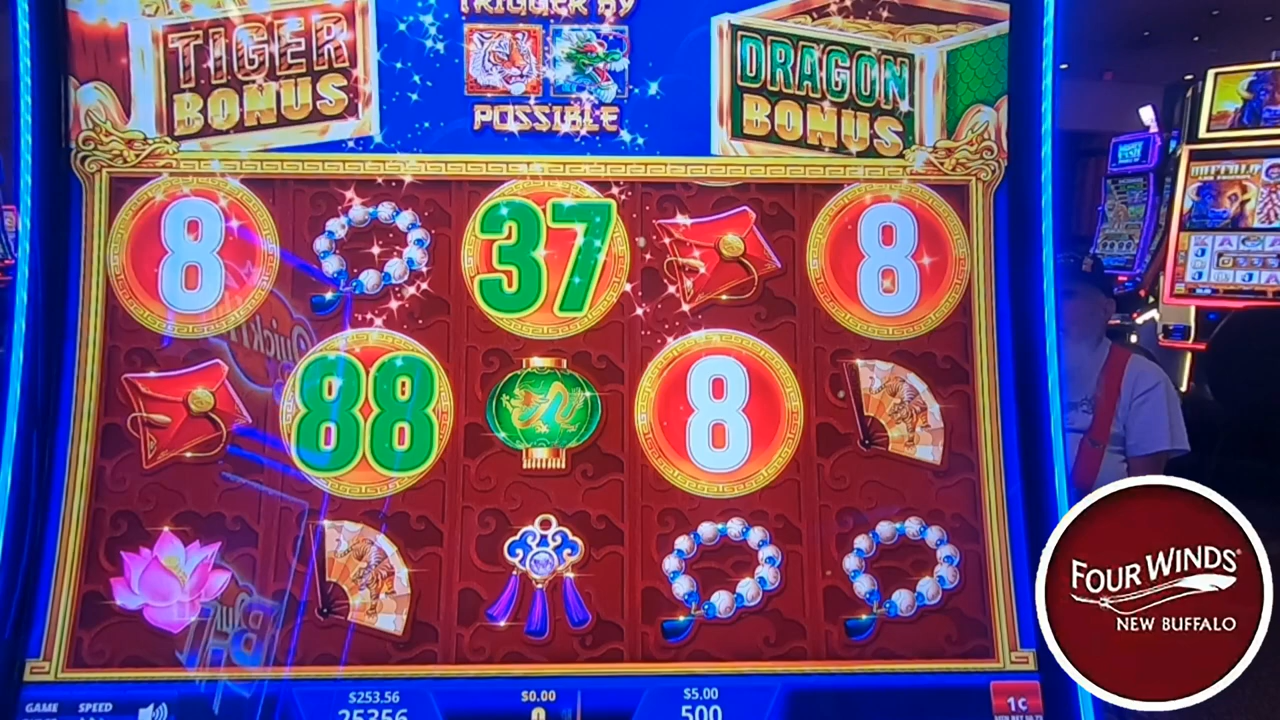 TRIGGER BY
TIGER
BONUS
POSSIBLE
DRAGON
BONUS
8
37
8
88
8
BUFFALO
GAME
SPEED
$253.56
25356
$0.00
0
$5.00
500
1¢
FOUR WINDS®
NEW BUFFALO